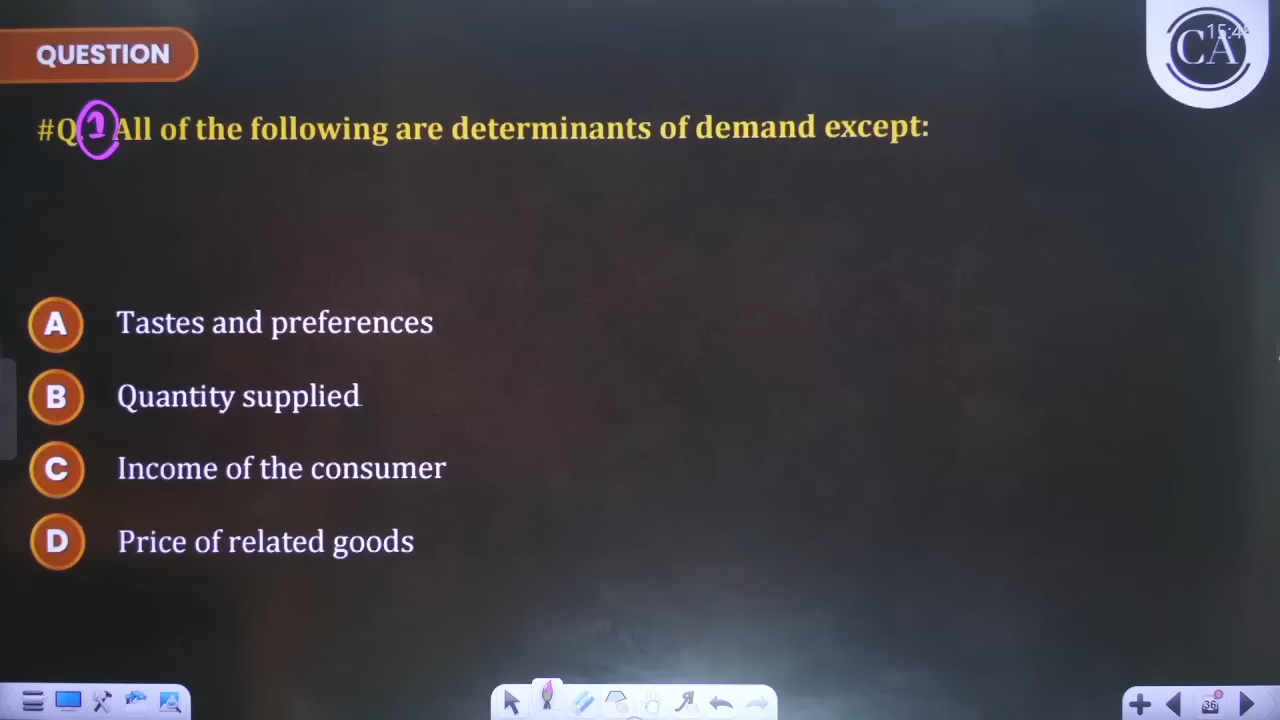 QUESTION
CA
#Q1 All of the following are determinants of demand except:
A Tastes and preferences
B Quantity supplied
C Income of the consumer
D Price of related goods
36